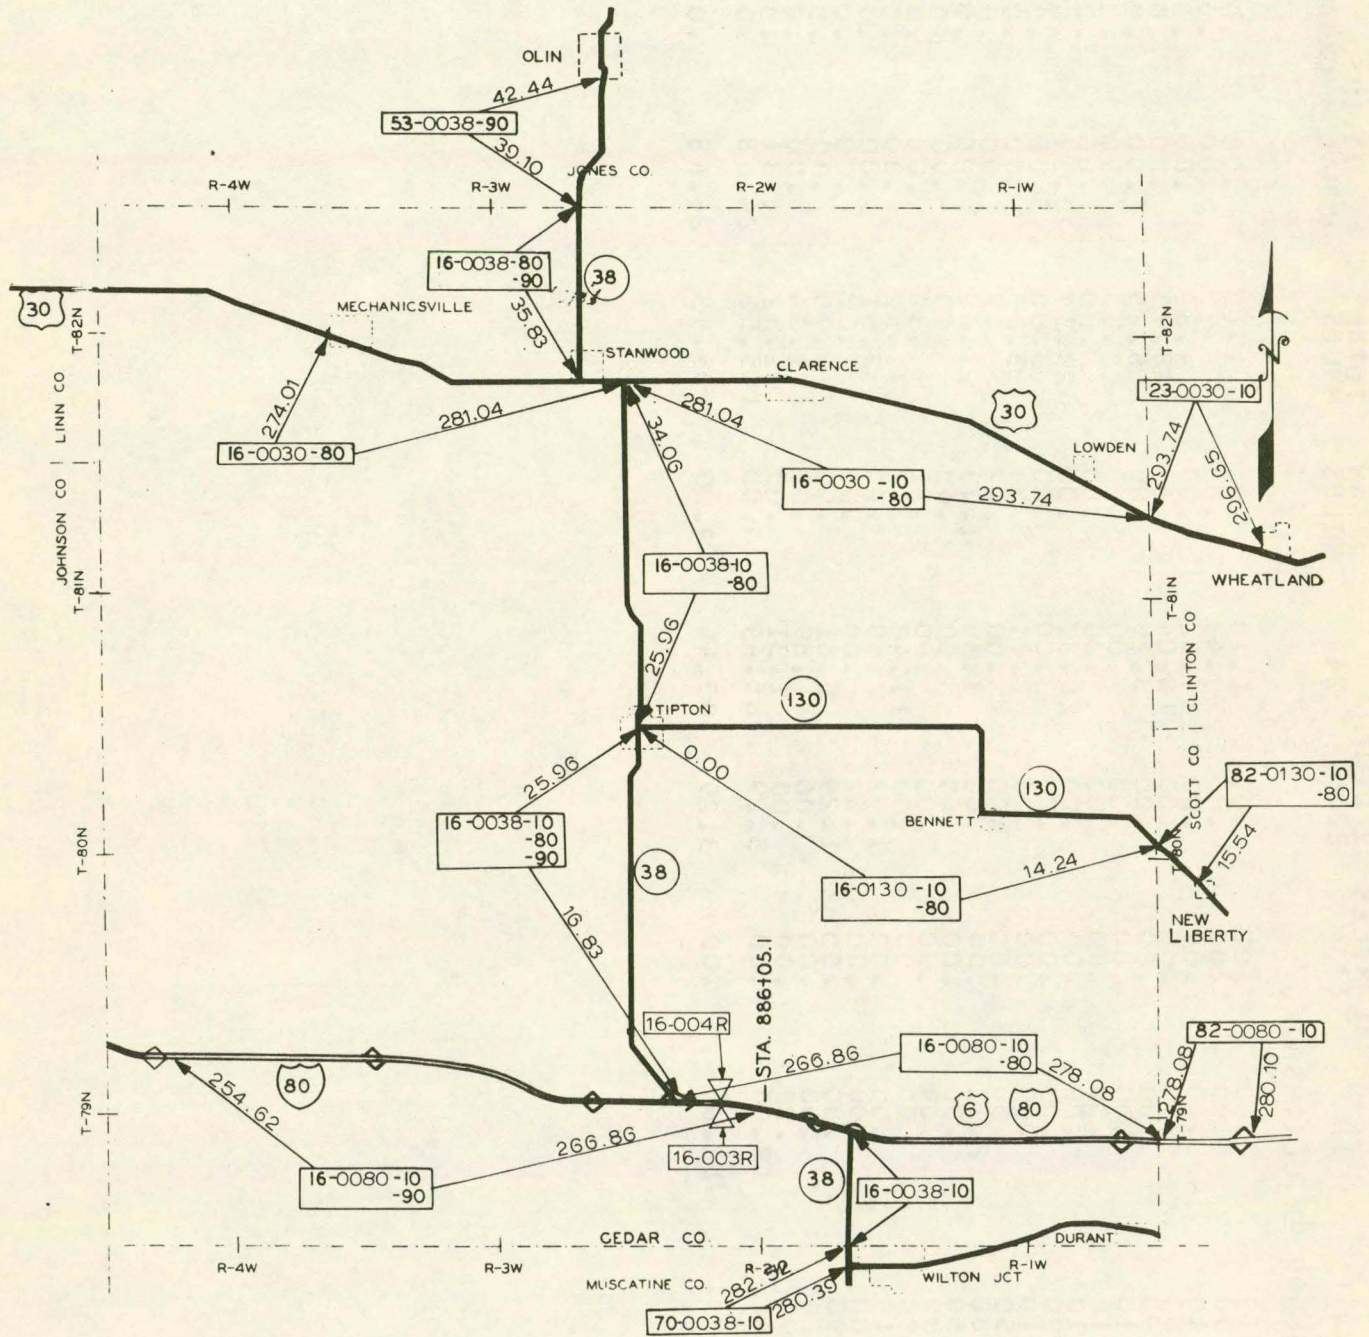 OLIN
42.44
53-0038-90
39.10
JONES CO.
R-4W
R-3W
R-2W
R-1W
16-0038-80
-90
38
30
MECHANICSVILLE
35.83
T-82N
T-82N
STANWOOD
CLARENCE
N
LINN CO
274.01
281.04
34.06
281.04
30
23-0030-10
16-0030-80
LOWDEN
293.74
296.65
16-0030-10
-80
293.74
JOHNSON CO
16-0038-10
-80
WHEATLAND
T-81N
T-81N
CLINTON CO
25.96
TIPTON
130
0.00
25.96
SCOTT CO
82-0130-10
-80
130
16-0038-10
-80
-90
BENNETT
T-80N
T-80N
15.54
38
14.24
16-0130-10
-80
NEW
LIBERTY
16.83
STA. 886+05.1
16-004R
266.86
16-0080-10
-80
278.08
82-0080-10
278.08
280.10
80
6
80
T-79N
T-79N
254.62
266.86
16-003R
16-0080-10
-90
38
16-0038-10
CEDAR CO.
DURANT
R-4W
R-3W
R-2W
R-1W
MUSCATINE CO.
282.32
280.39
WILTON JCT
70-0038-10